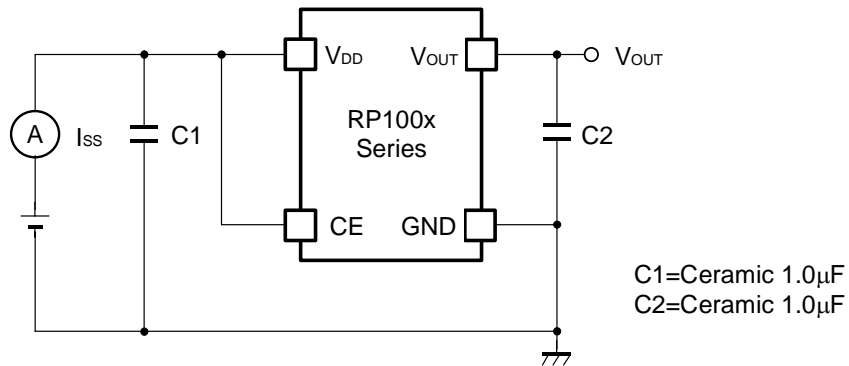 VDD VOUT VOUT
A ISS C1 RP100x C2
Series
CE GND
C1=Ceramic 1.0μF
C2=Ceramic 1.0μF